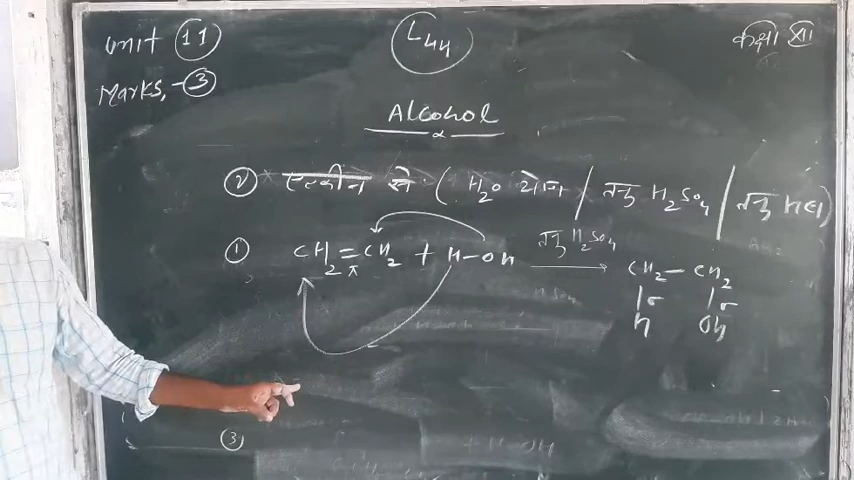 Unit 11
L44
कक्षा XII
Marks - 3
Alcohol
2 एल्कीन से ( H2O योग / तनु H2SO4 / तनु HCl )
1 CH2 = CH2 + H-OH तनु H2SO4 → CH2 - CH2
π
σ σ
H OH
3
+ H-OH